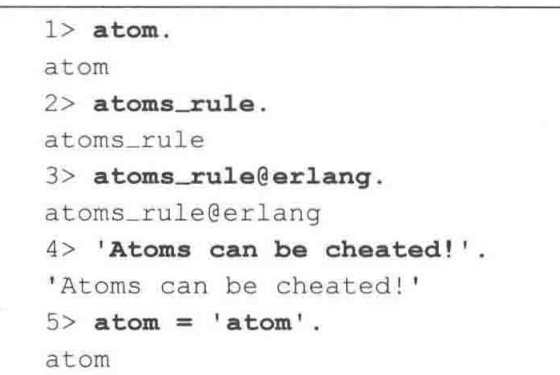 1> atom.
atom
2> atoms_rule.
atoms_rule
3> atoms_rule@erlang.
atoms_rule@erlang
4> 'Atoms can be cheated!'.
'Atoms can be cheated!'
5> atom = 'atom'.
atom